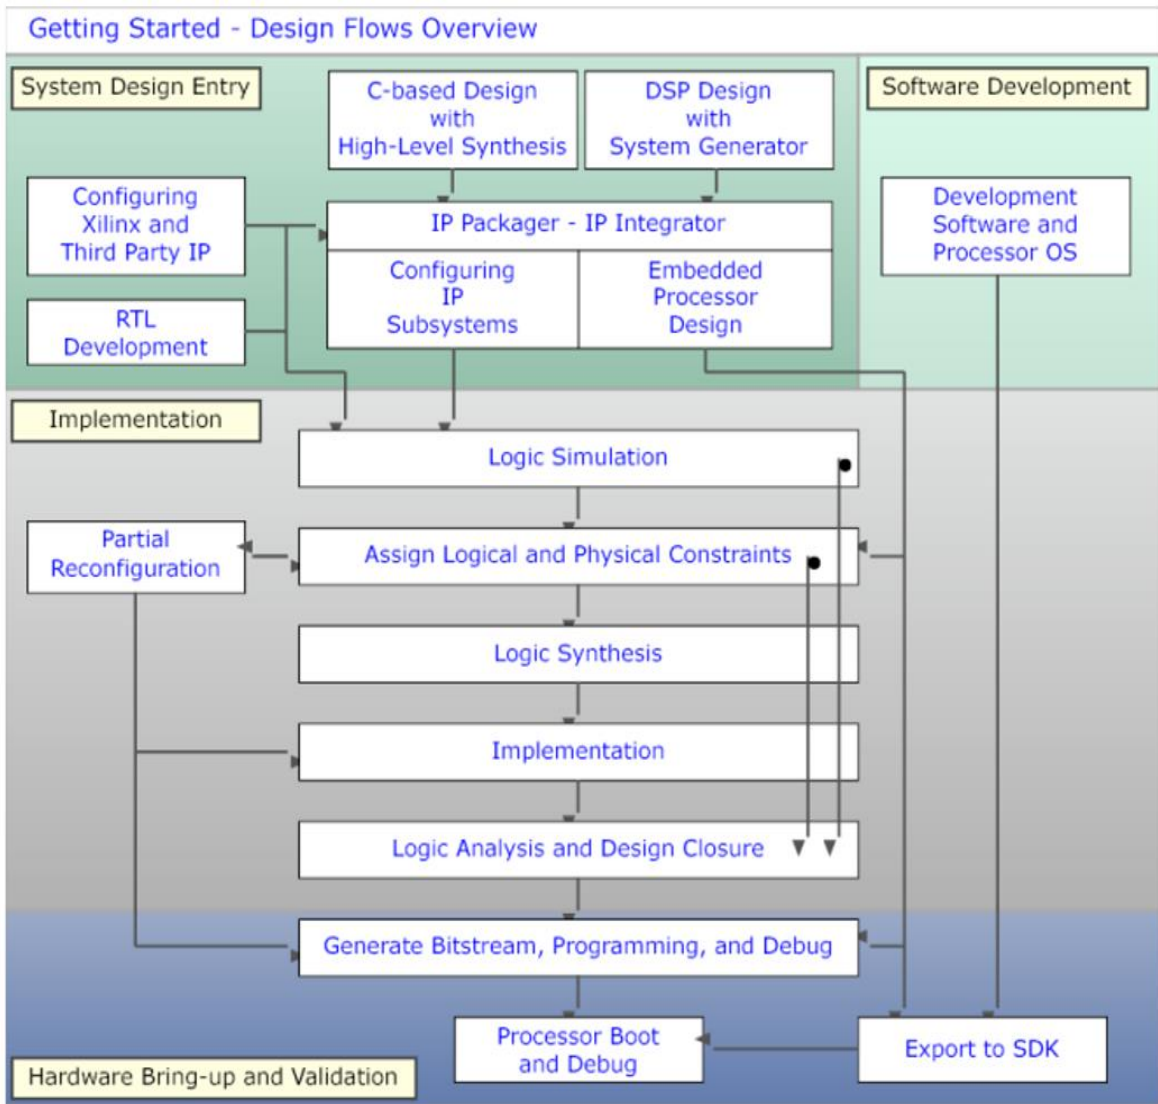 Getting Started - Design Flows Overview
System Design Entry
C-based Design
with
High-Level Synthesis
DSP Design
with
System Generator
Software Development
Configuring
Xilinx and
Third Party IP
IP Packager - IP Integrator
Development
Software and
Processor OS
Configuring
IP
Subsystems
Embedded
Processor
Design
RTL
Development
Implementation
Logic Simulation
Partial
Reconfiguration
Assign Logical and Physical Constraints
Logic Synthesis
Implementation
Logic Analysis and Design Closure
Generate Bitstream, Programming, and Debug
Processor Boot
and Debug
Export to SDK
Hardware Bring-up and Validation